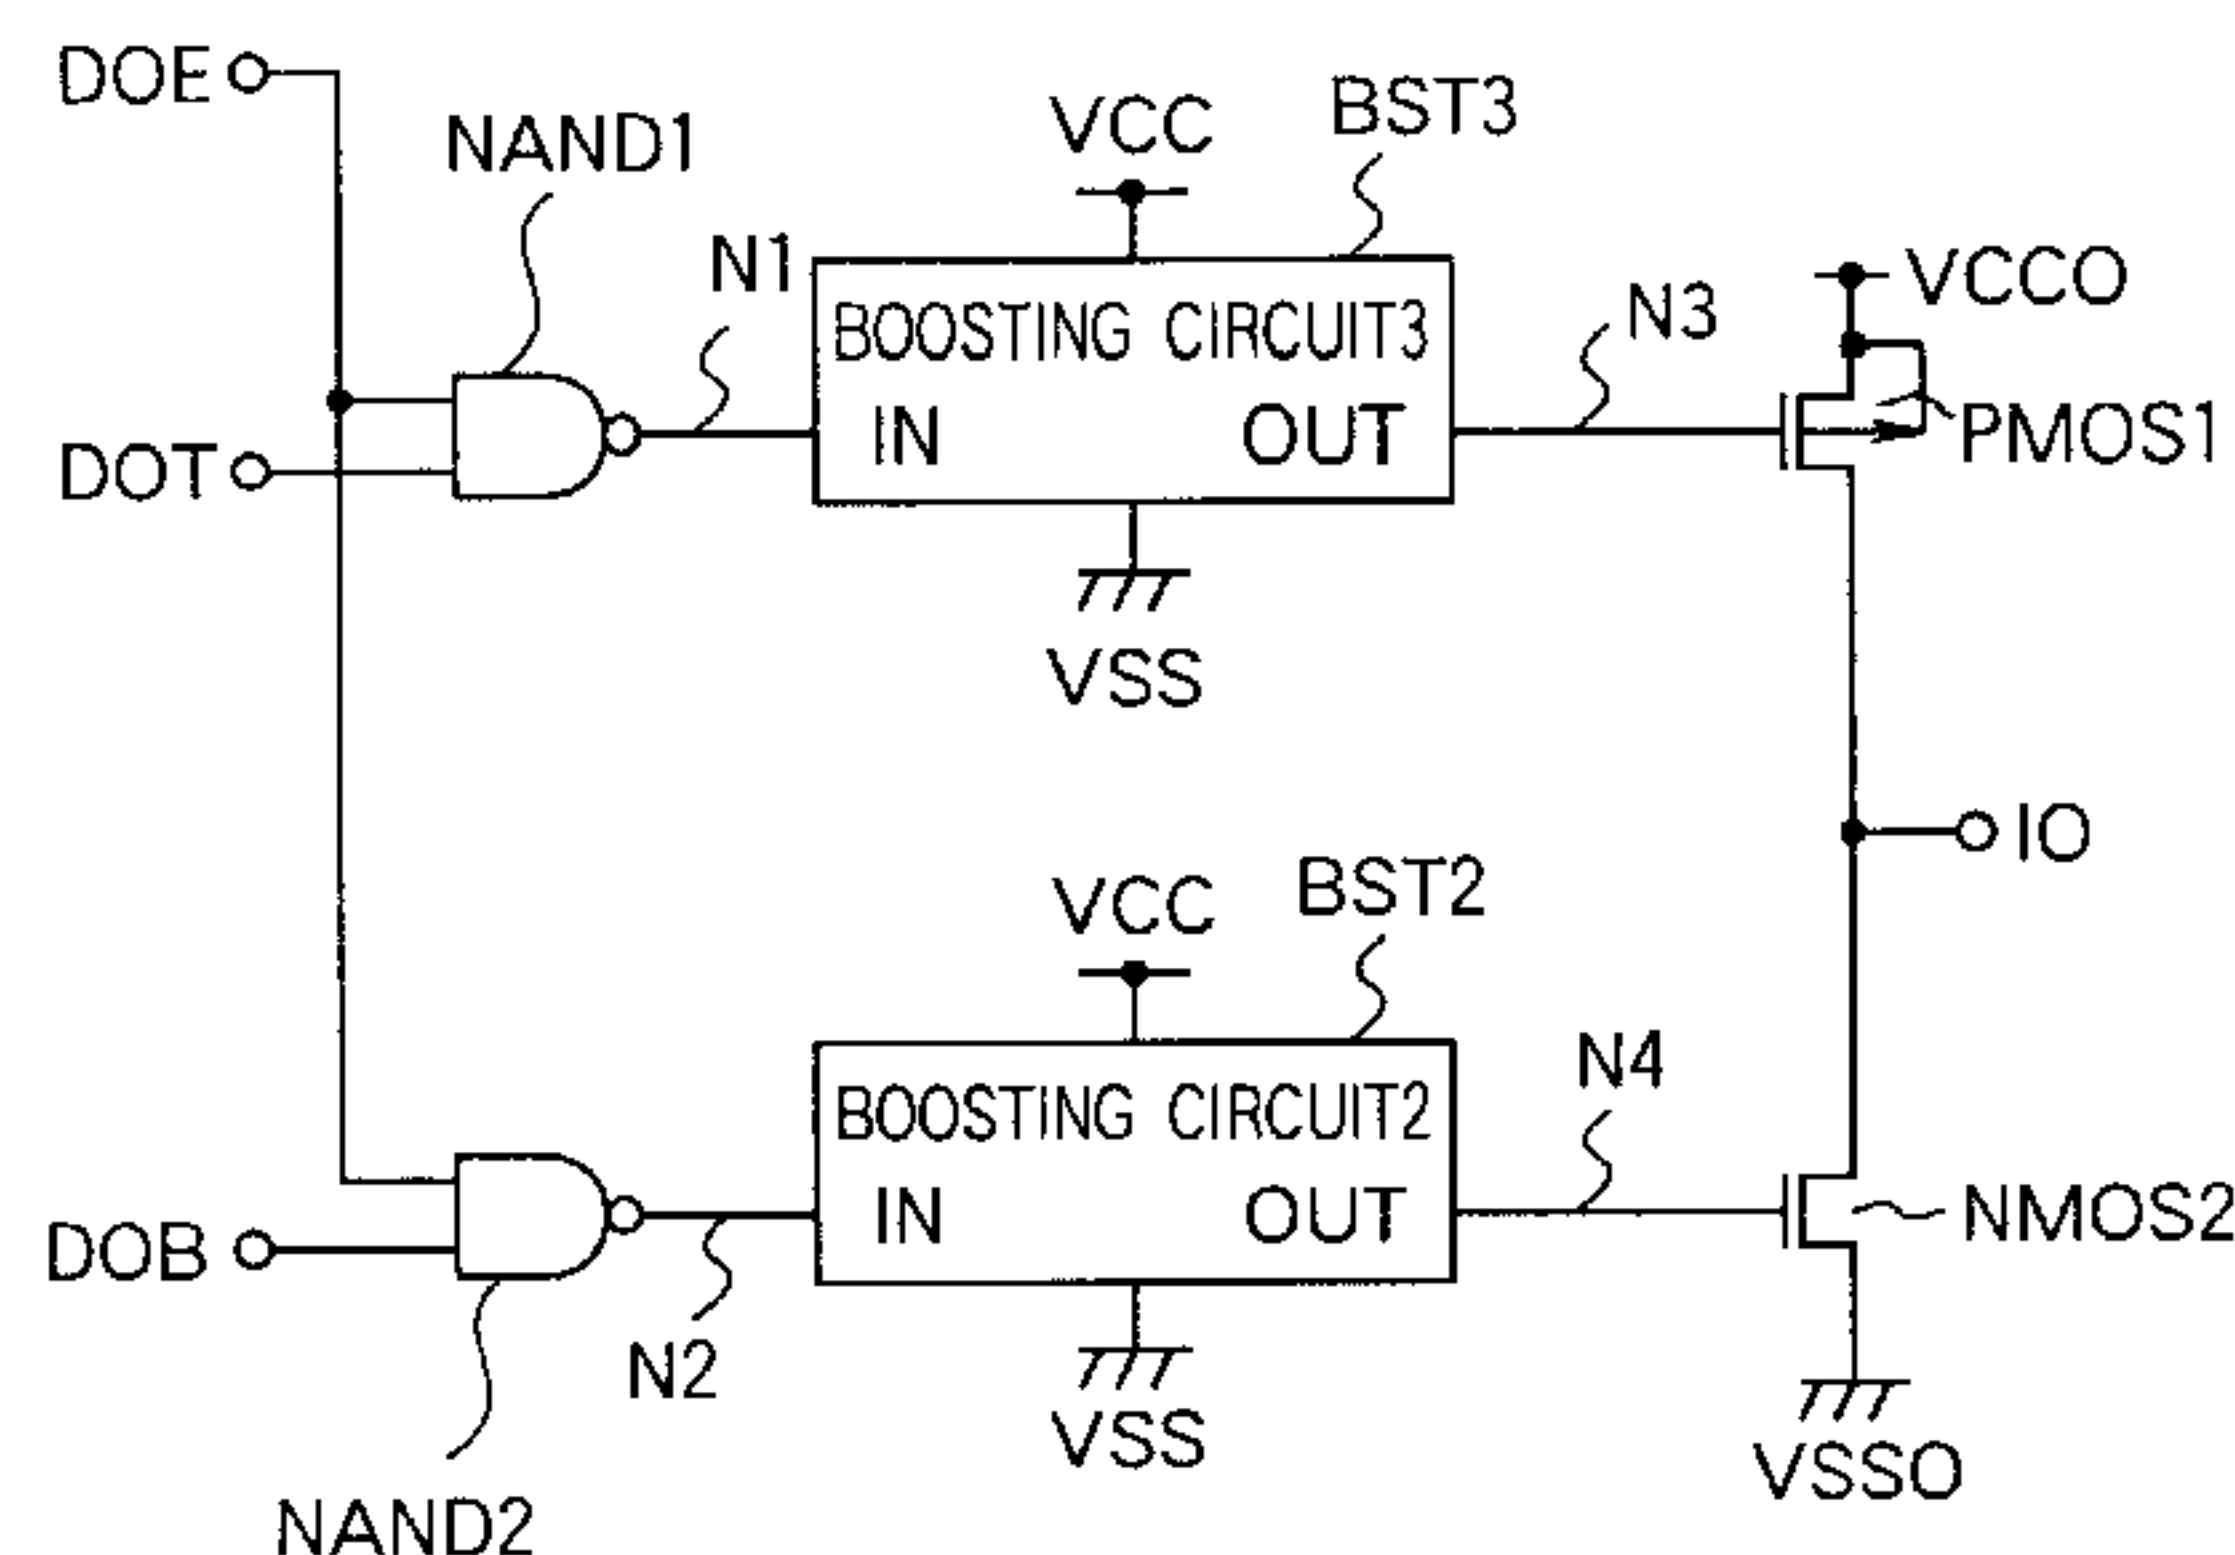 DOE
NAND1
VCC
BST3
N1
BOOSTING CIRCUIT3
N3
VCCO
DOT
IN
OUT
PMOS1
VSS
IO
VCC
BST2
BOOSTING CIRCUIT2
N4
DOB
IN
OUT
NMOS2
N2
VSS
VSSO
NAND2